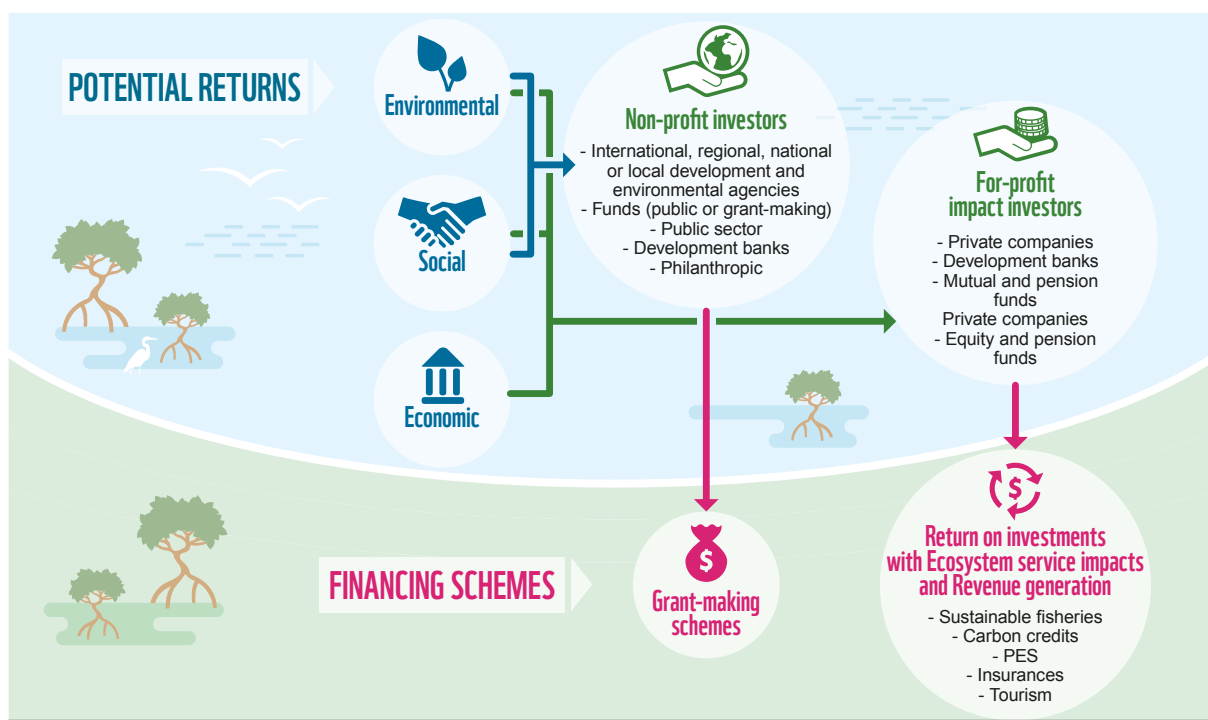 POTENTIAL RETURNS
Environmental
Social
Economic
Non-profit investors
- International, regional, national
or local development and
environmental agencies
- Funds (public or grant-making)
- Public sector
- Development banks
- Philanthropic
For-profit
impact investors
- Private companies
- Development banks
- Mutual and pension
funds
Private companies
- Equity and pension
funds
FINANCING SCHEMES
$
Grant-making
schemes
$
Return on investments
with Ecosystem service impacts
and Revenue generation
- Sustainable fisheries
- Carbon credits
- PES
- Insurances
- Tourism